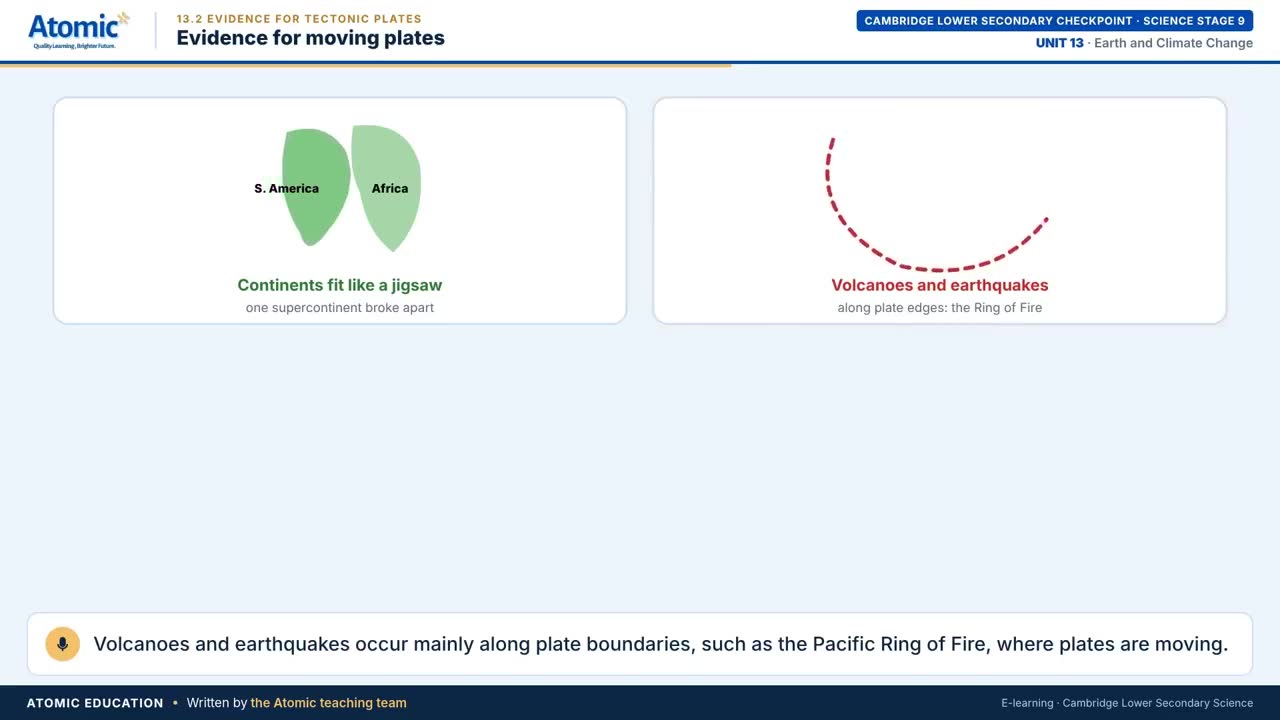 Atomic
Quality Learning, Brighter Future.
13.2 EVIDENCE FOR TECTONIC PLATES
Evidence for moving plates
CAMBRIDGE LOWER SECONDARY CHECKPOINT · SCIENCE STAGE 9
UNIT 13 · Earth and Climate Change
S. America
Africa
Continents fit like a jigsaw
one supercontinent broke apart
Volcanoes and earthquakes
along plate edges: the Ring of Fire
Volcanoes and earthquakes occur mainly along plate boundaries, such as the Pacific Ring of Fire, where plates are moving.
ATOMIC EDUCATION • Written by the Atomic teaching team
E-learning · Cambridge Lower Secondary Science